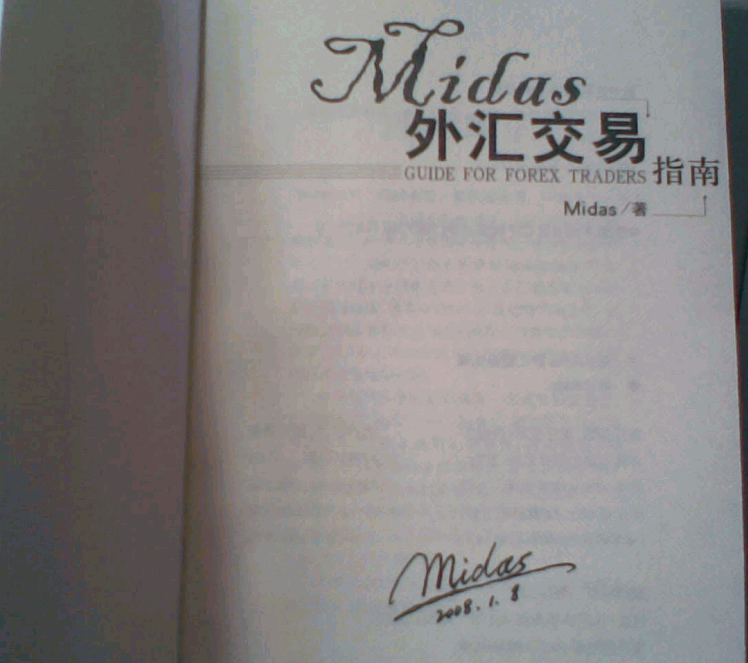 Midas
外汇交易指南
GUIDE FOR FOREX TRADERS
Midas/著
Midas
2008.1.8